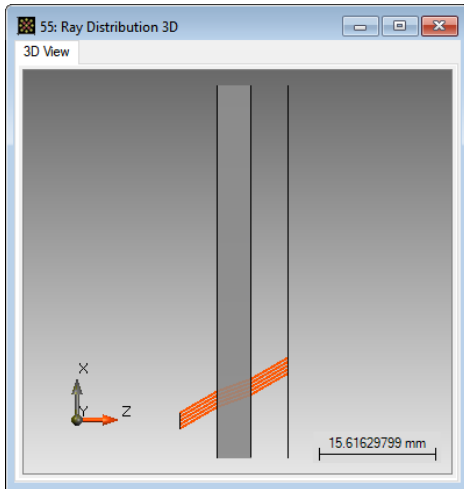 55: Ray Distribution 3D
3D View
X
Y
Z
15.61629799 mm